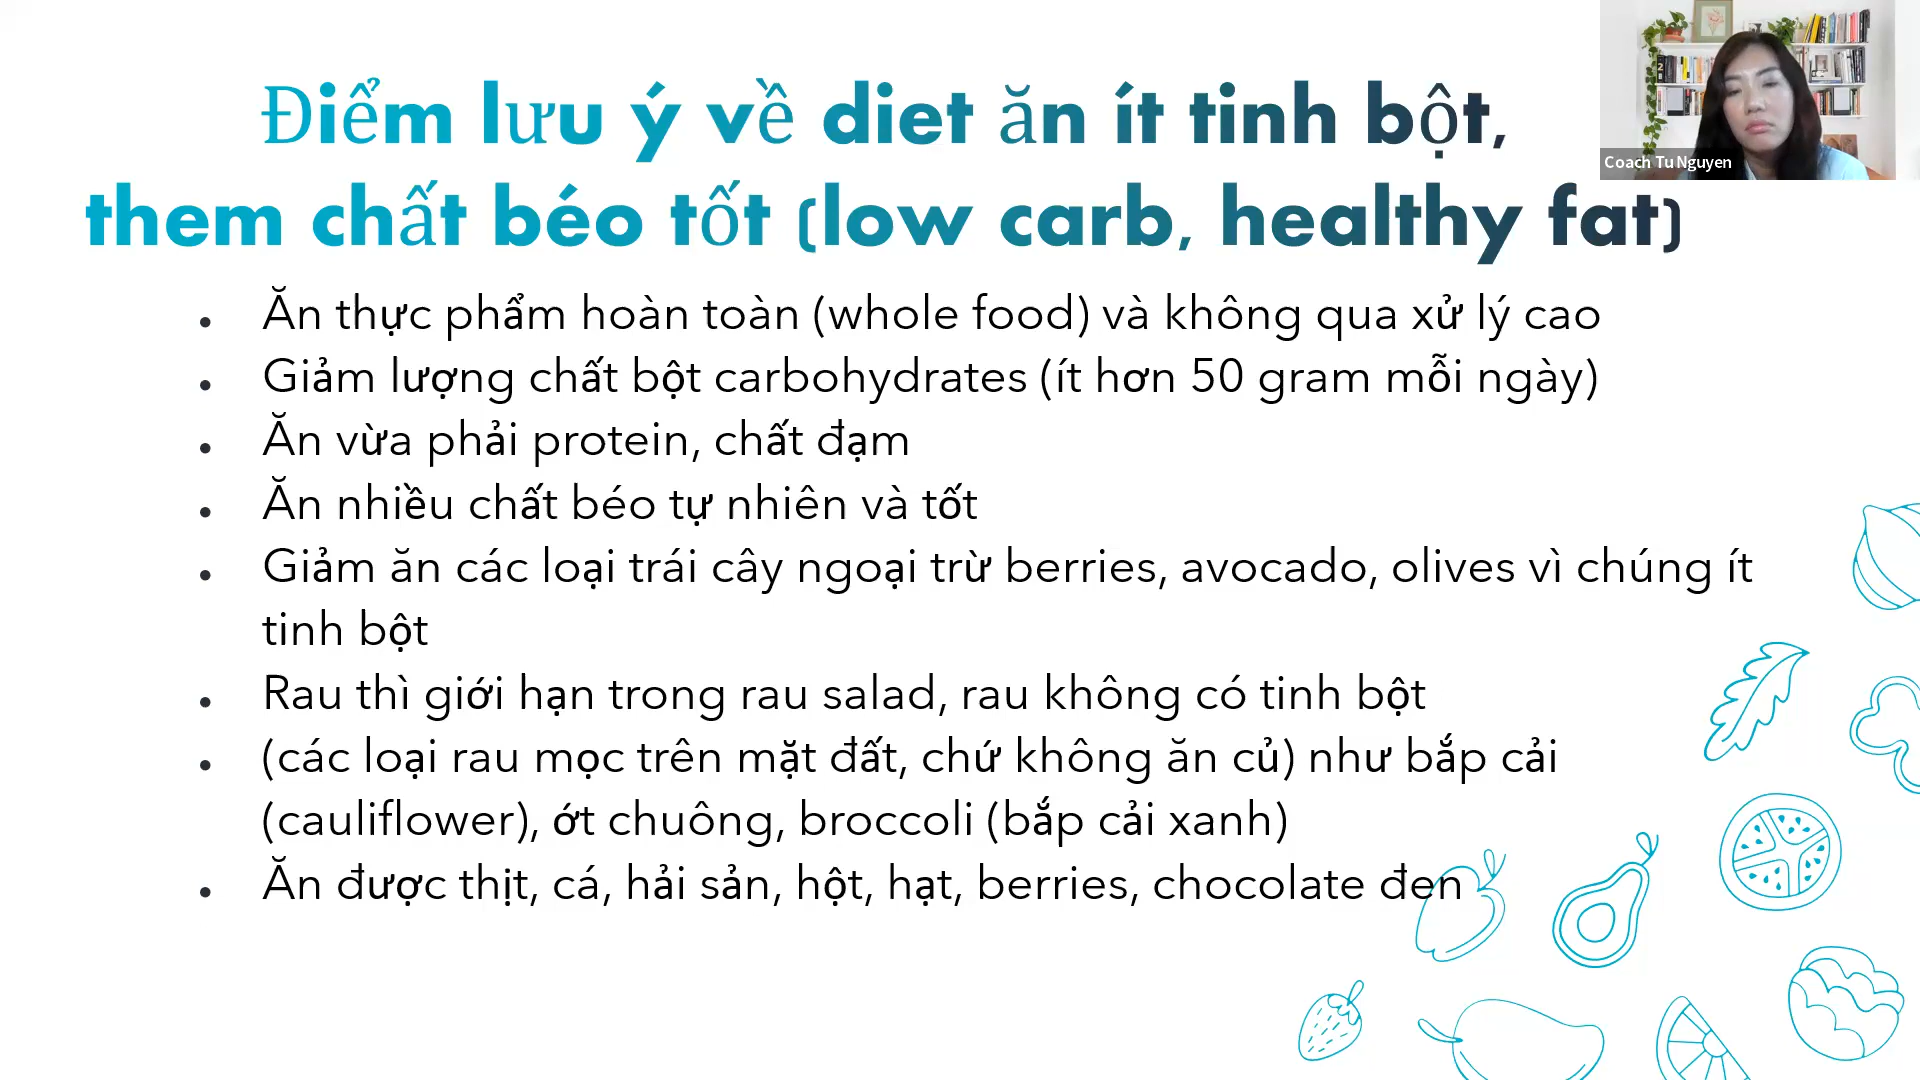 Điểm lưu ý về diet ăn ít tinh bột,
them chất béo tốt (low carb, healthy fat)
Coach Tu Nguyen
• Ăn thực phẩm hoàn toàn (whole food) và không qua xử lý cao
• Giảm lượng chất bột carbohydrates (ít hơn 50 gram mỗi ngày)
• Ăn vừa phải protein, chất đạm
• Ăn nhiều chất béo tự nhiên và tốt
• Giảm ăn các loại trái cây ngoại trừ berries, avocado, olives vì chúng ít
tinh bột
• Rau thì giới hạn trong rau salad, rau không có tinh bột
• (các loại rau mọc trên mặt đất, chứ không ăn củ) như bắp cải
(cauliflower), ớt chuông, broccoli (bắp cải xanh)
• Ăn được thịt, cá, hải sản, hột, hạt, berries, chocolate đen